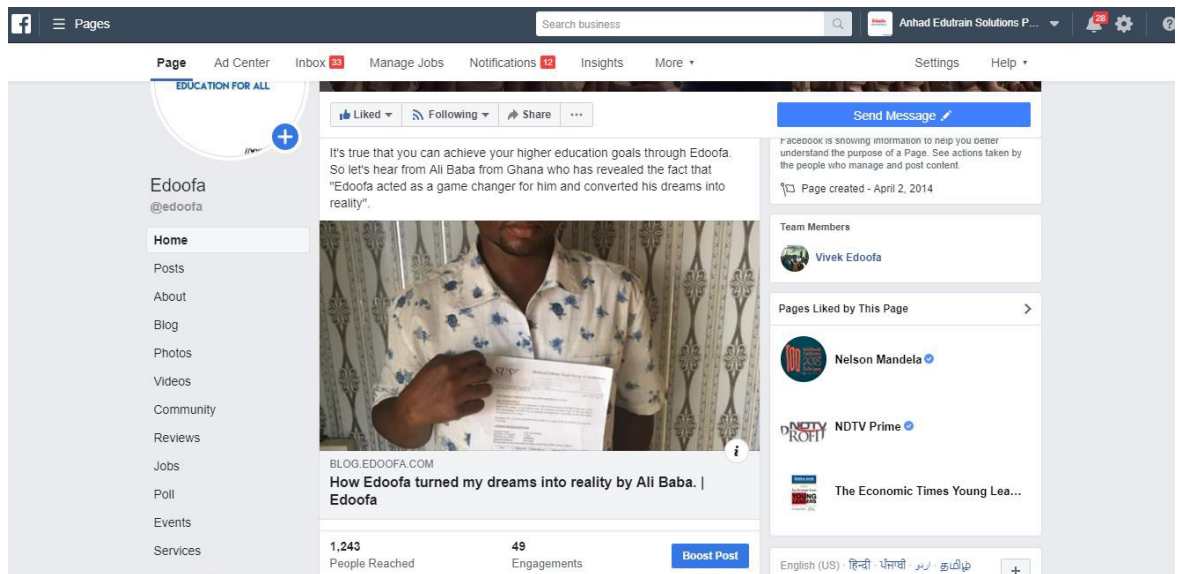 f Pages
Search business
Anhad Edutrain Solutions P...
28
Page
Ad Center
Inbox 33
Manage Jobs
Notifications 12
Insights
More
Settings
Help
EDUCATION FOR ALL
Edoofa
@edoofa
Home
Posts
About
Blog
Photos
Videos
Community
Reviews
Jobs
Poll
Events
Services
Liked
Following
Share
...
It's true that you can achieve your higher education goals through Edoofa.
So let's hear from Ali Baba from Ghana who has revealed the fact that
"Edoofa acted as a game changer for him and converted his dreams into
reality".
SUS
BLOG.EDOOFA.COM
How Edoofa turned my dreams into reality by Ali Baba. |
Edoofa
1,243
People Reached
49
Engagements
Boost Post
Send Message
Facebook is showing information to help you better
understand the purpose of a Page. See actions taken by
the people who manage and post content.
Page created - April 2, 2014
Team Members
Vivek Edoofa
Pages Liked by This Page
Nelson Mandela
NDTV
PROFIT
NDTV Prime
YOUNG
LEADERS
The Economic Times Young Lea...
English (US) · हिन्दी · ਪੰਜਾਬੀ · اردو · தமிழ்